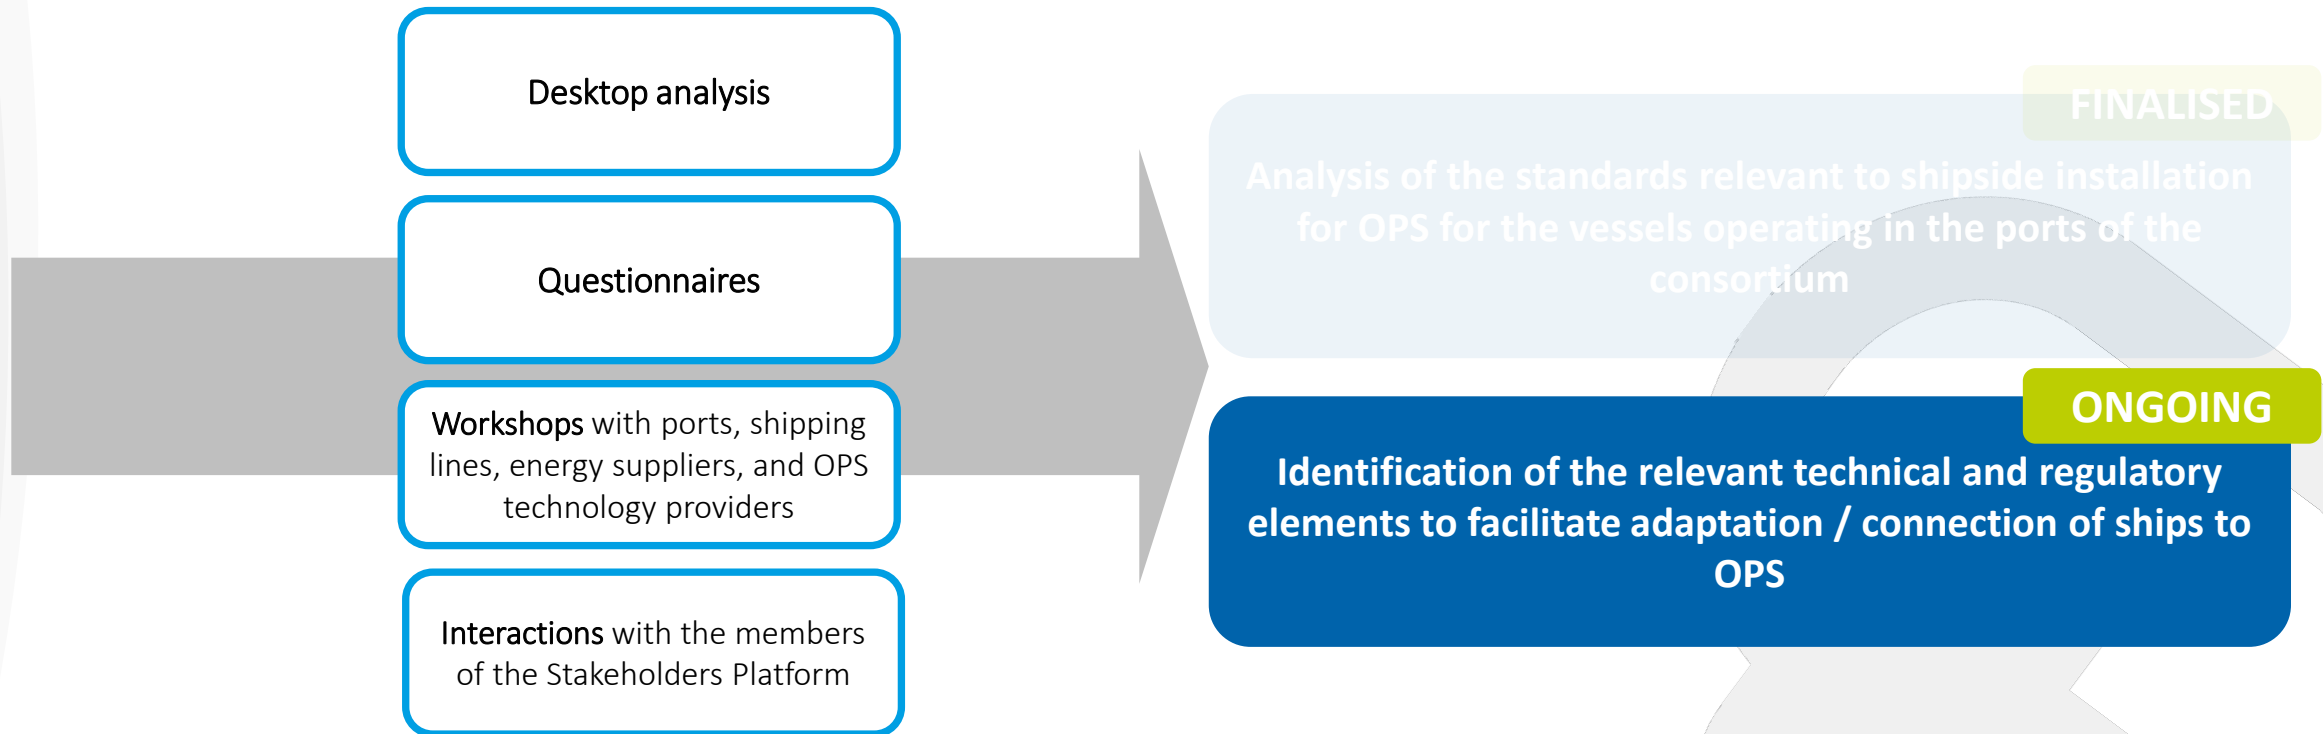 Desktop analysis
Questionnaires
Workshops with ports, shipping
lines, energy suppliers, and OPS
technology providers
Interactions with the members
of the Stakeholders Platform
FINALISED
Analysis of the standards relevant to shipside installation
for OPS for the vessels operating in the ports of the
consortium
ONGOING
Identification of the relevant technical and regulatory
elements to facilitate adaptation / connection of ships to
OPS